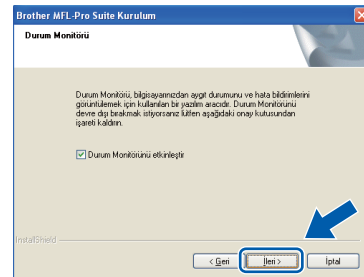 Brother MFL-Pro Suite Kurulum
Durum Monitörü
Durum Monitörü, bilgisayarınızdan aygıt durumunu ve hata bildirimlerini
görüntülemek için kullanılan bir yazılım aracıdır. Durum Monitörünü
devre dışı bırakmak istiyorsanız lütfen aşağıdaki onay kutusundan
işareti kaldırın.
Durum Monitörünü etkinleştir
InstallShield
< Geri
İleri >
İptal